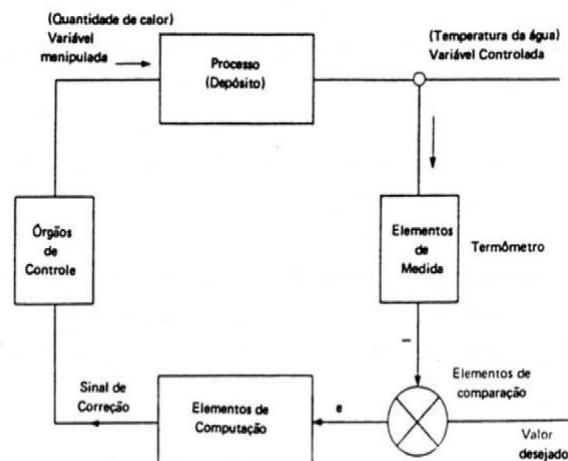 (Quantidade de calor)
Variável
manipulada
Processo
(Depósito)
(Temperatura da água)
Variável Controlada
Órgãos
de
Controle
Elementos
de
Medida
Termômetro
−
Elementos de
comparação
Sinal de
Correção
Elementos de
Computação
e
Valor
desejado